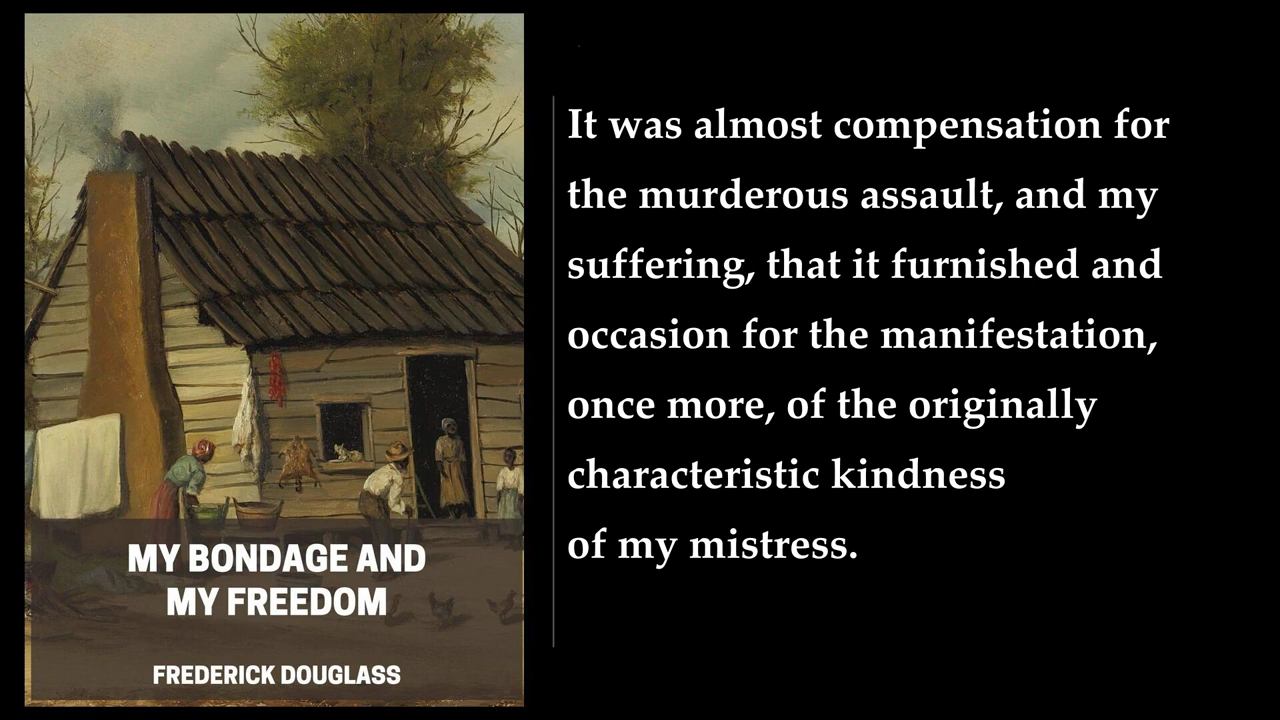 MY BONDAGE AND
MY FREEDOM
FREDERICK DOUGLASS
It was almost compensation for
the murderous assault, and my
suffering, that it furnished and
occasion for the manifestation,
once more, of the originally
characteristic kindness
of my mistress.